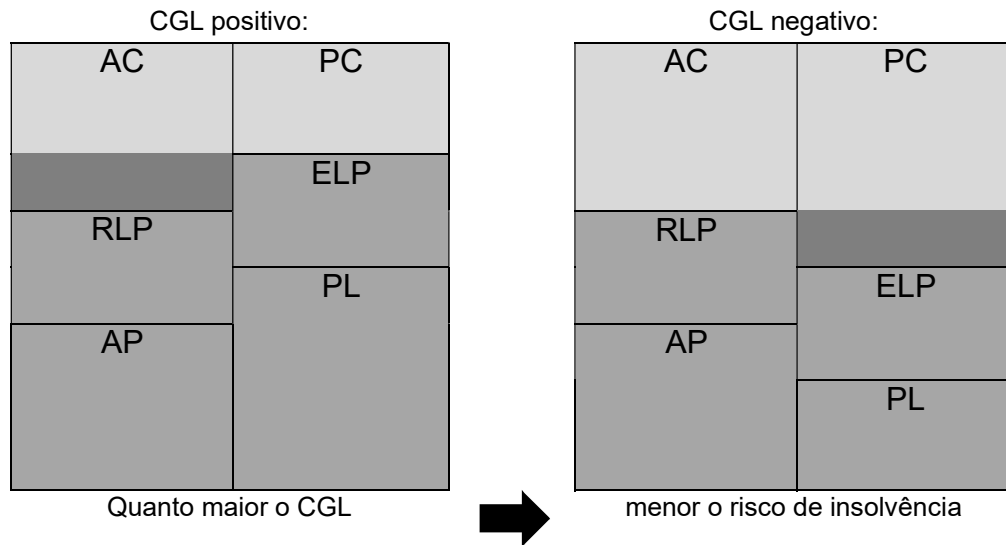 CGL positivo:
AC PC
ELP
RLP
PL
AP
Quanto maior o CGL
CGL negativo:
AC PC
RLP
ELP
AP
PL
menor o risco de insolvência